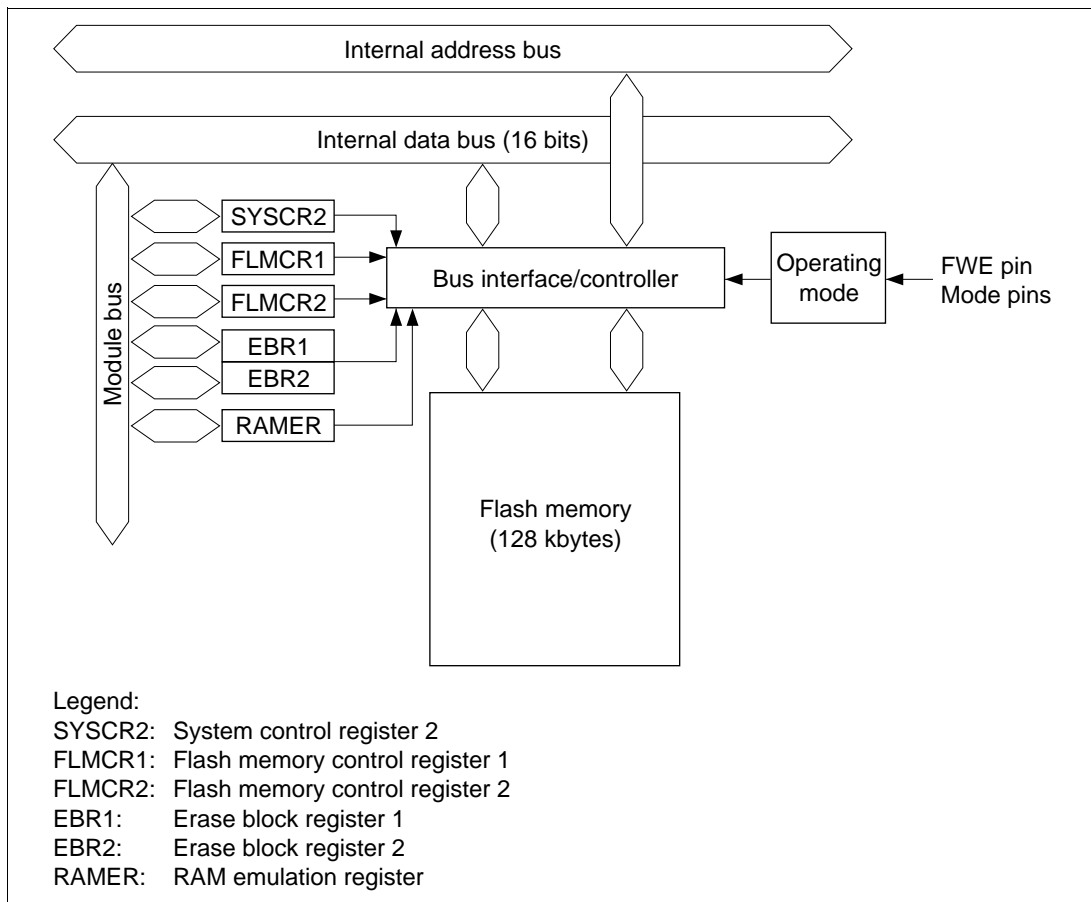 Internal address bus
Internal data bus (16 bits)
Module bus
SYSCR2
FLMCR1
FLMCR2
EBR1
EBR2
RAMER
Bus interface/controller
Operating
mode
FWE pin
Mode pins
Flash memory
(128 kbytes)
Legend:
SYSCR2: System control register 2
FLMCR1: Flash memory control register 1
FLMCR2: Flash memory control register 2
EBR1: Erase block register 1
EBR2: Erase block register 2
RAMER: RAM emulation register